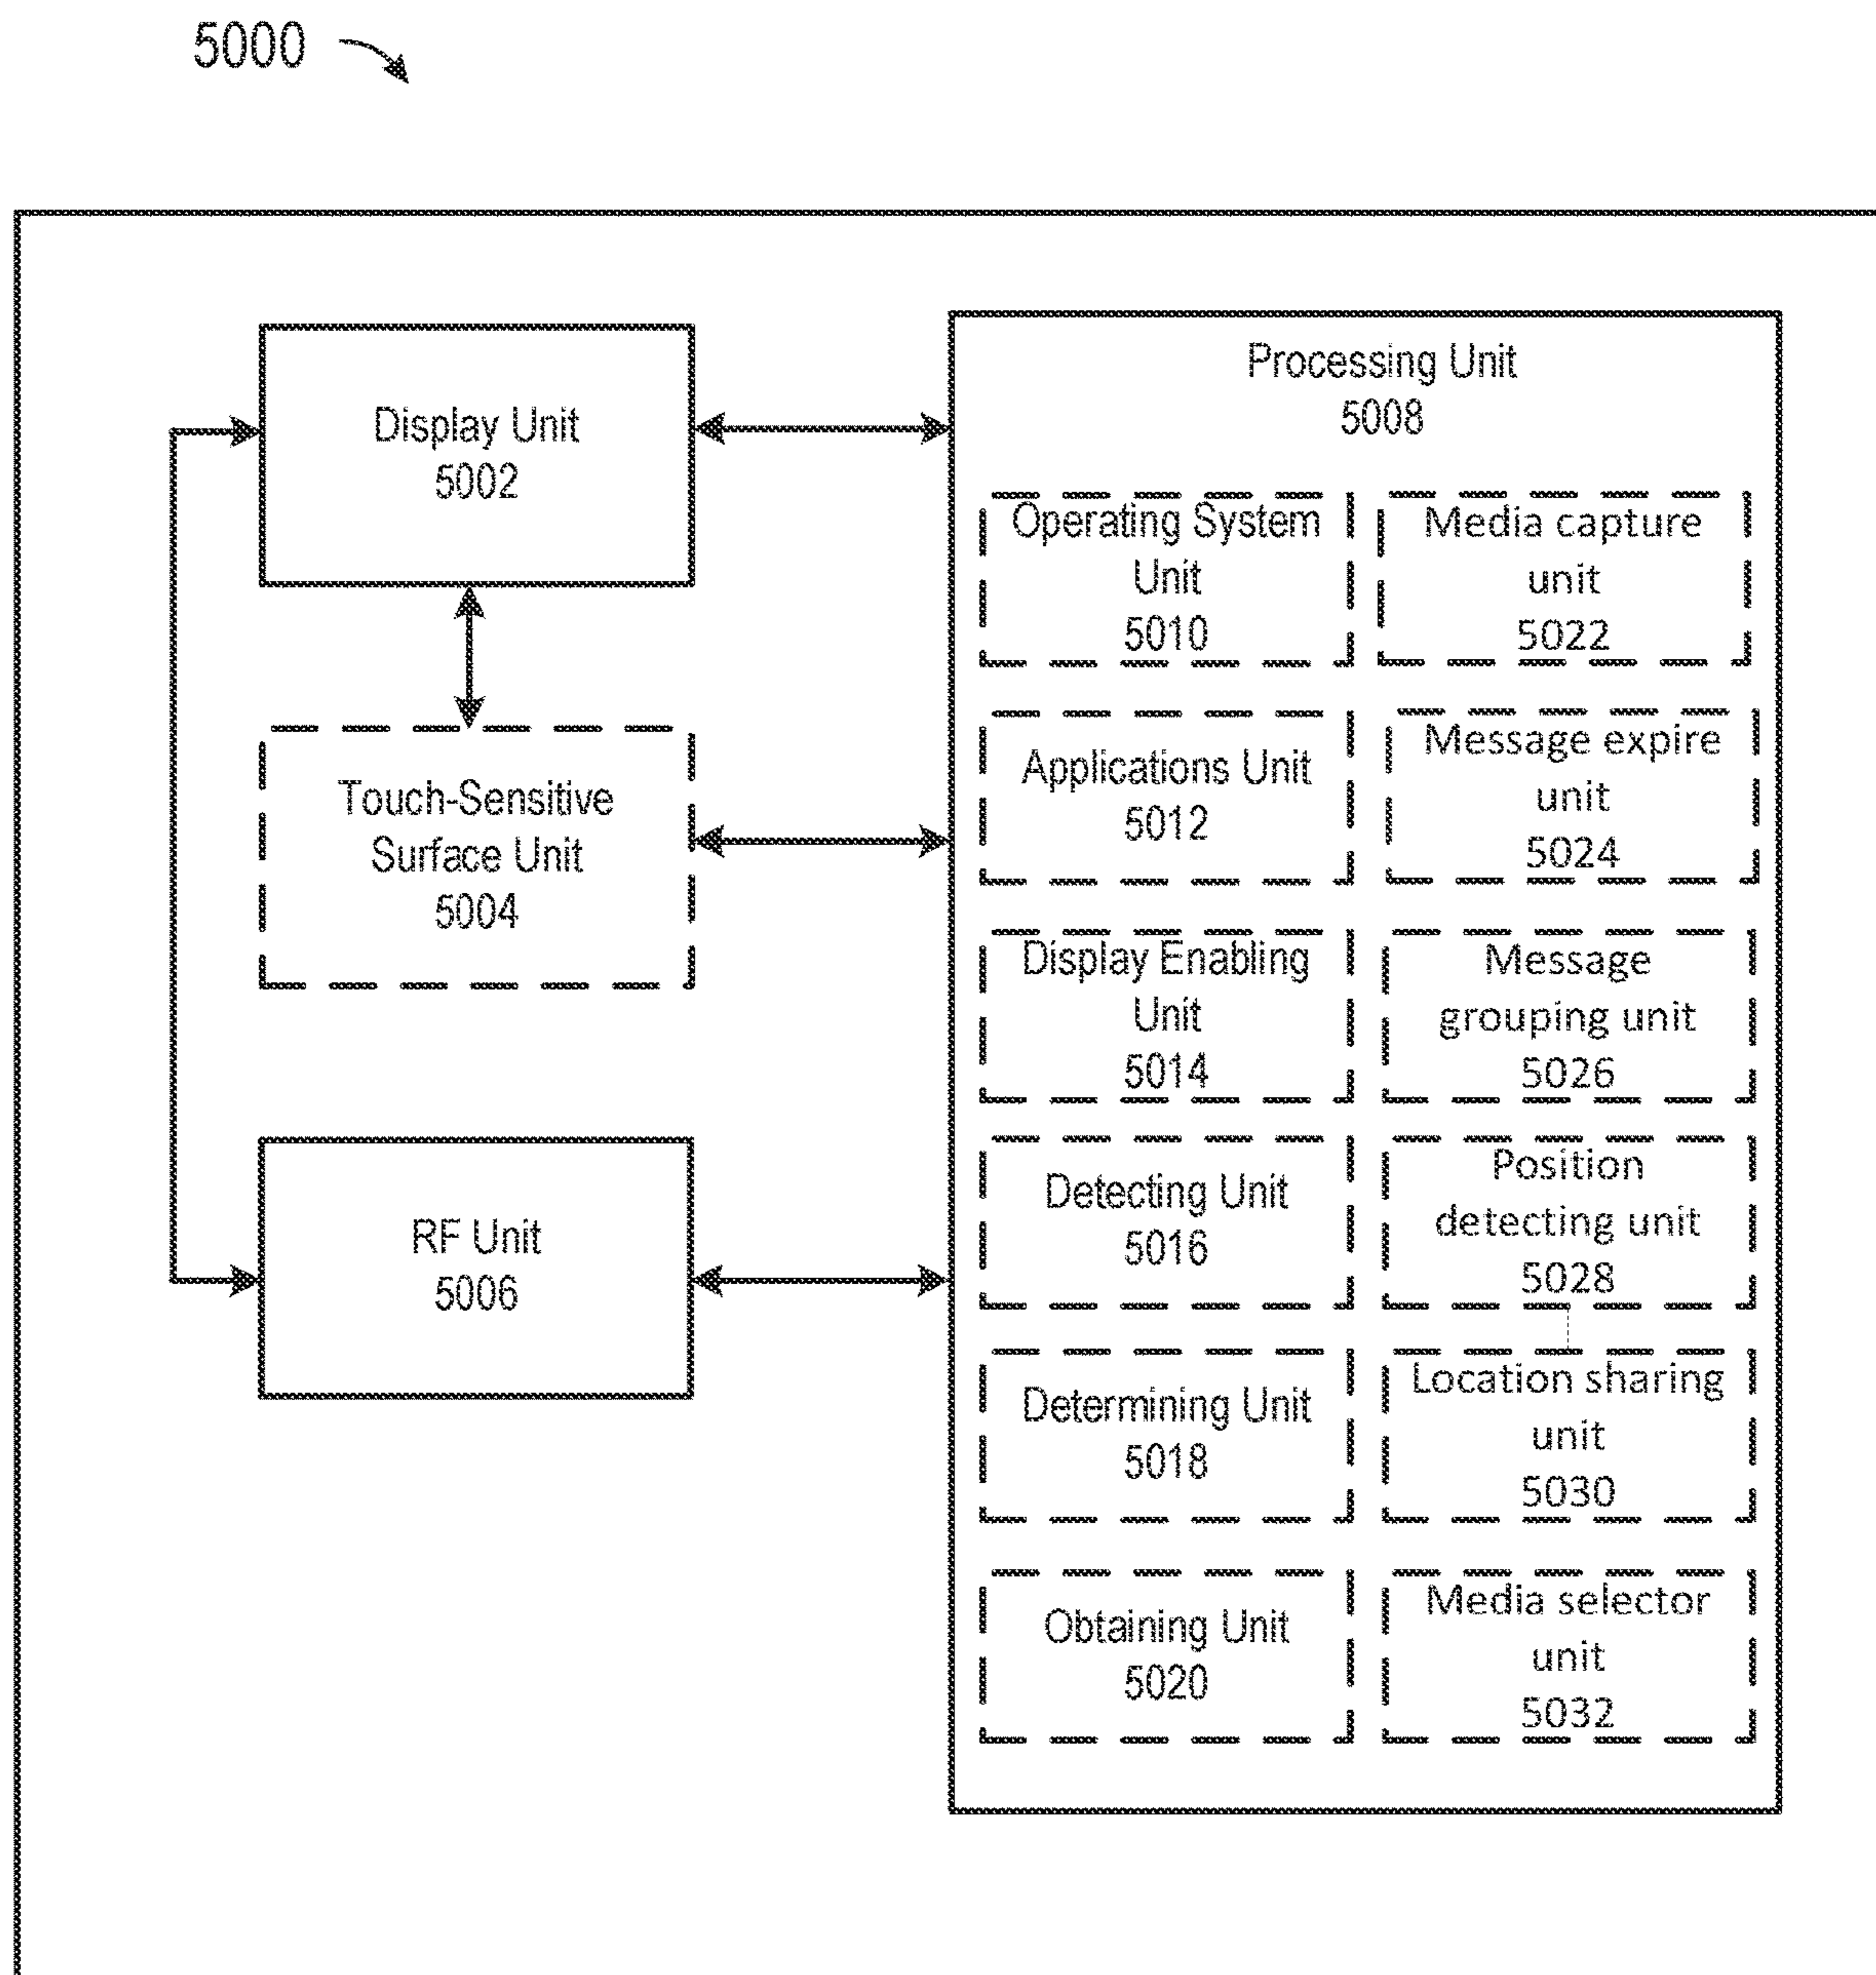 5000
Display Unit
5002
Touch-Sensitive
Surface Unit
5004
RF Unit
5006
Processing Unit
5008
Operating System
Unit
5010
Applications Unit
5012
Display Enabling
Unit
5014
Detecting Unit
5016
Determining Unit
5018
Obtaining Unit
5020
Media capture
unit
5022
Message expire
unit
5024
Message
grouping unit
5026
Position
detecting unit
5028
Location sharing
unit
5030
Media selector
unit
5032